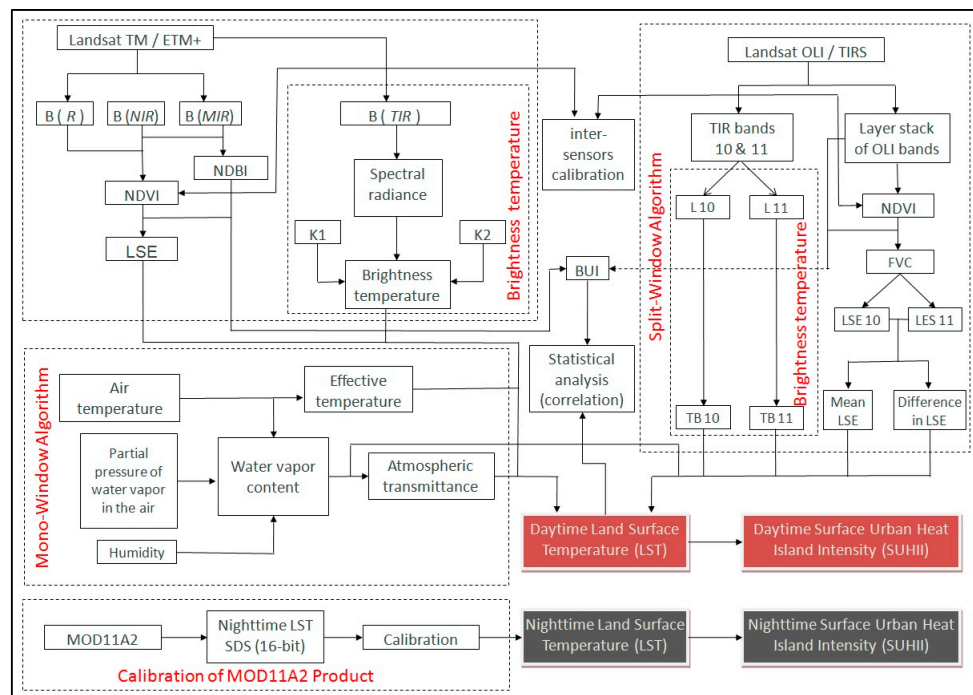 Landsat TM / ETM+
B ( R )
B (NIR)
B (MIR)
NDBI
NDVI
LSE
B ( TIR )
Spectral
radiance
K1
K2
Brightness
temperature
Brightness temperature
inter-
sensors
calibration
BUI
Statistical
analysis
(correlation)
Landsat OLI / TIRS
TIR bands
10 & 11
Layer stack
of OLI bands
L 10
L 11
NDVI
FVC
LSE 10
LES 11
Mean
LSE
Difference
in LSE
TB 10
TB 11
Split-Window Algorithm
Brightness temperature
Mono-Window Algorithm
Air
temperature
Effective
temperature
Partial
pressure of
water vapor
in the air
Water vapor
content
Atmospheric
transmittance
Humidity
Daytime Land Surface
Temperature (LST)
Daytime Surface Urban Heat
Island Intensity (SUHII)
MOD11A2
Nighttime LST
SDS (16-bit)
Calibration
Nighttime Land Surface
Temperature (LST)
Nighttime Surface Urban Heat
Island Intensity (SUHII)
Calibration of MOD11A2 Product